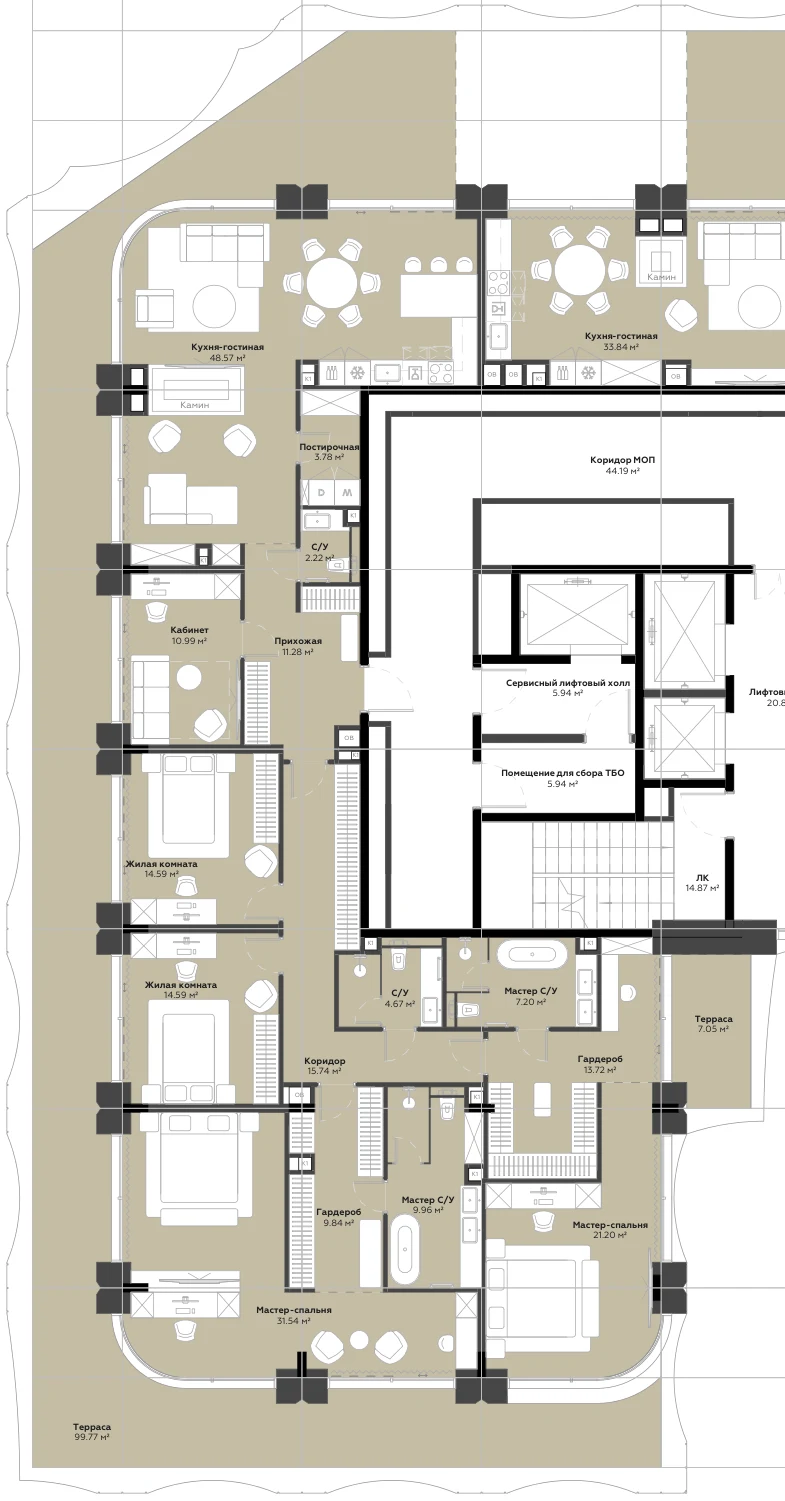 Кухня-гостиная
48.57 м²
Камин
Кухня-гостиная
33.84 м²
Камин
К1
ОВ
ОВ
К1
ОВ
Постирочная
3.78 м²
D
W
К1
С/У
2.22 м²
К1
Коридор МОП
44.19 м²
Кабинет
10.99 м²
Прихожая
11.28 м²
Сервисный лифтовый холл
5.94 м²
Лифтовы
20.8
ОВ
К1
Помещение для сбора ТБО
5.94 м²
Жилая комната
14.59 м²
ЛК
14.87 м²
К1
К1
Жилая комната
14.59 м²
С/У
4.67 м²
Мастер С/У
7.20 м²
Терраса
7.05 м²
Коридор
15.74 м²
Гардероб
13.72 м²
ОВ
К1
К1
К1
Гардероб
9.84 м²
Мастер С/У
9.96 м²
Мастер-спальня
21.20 м²
Мастер-спальня
31.54 м²
Терраса
99.77 м²